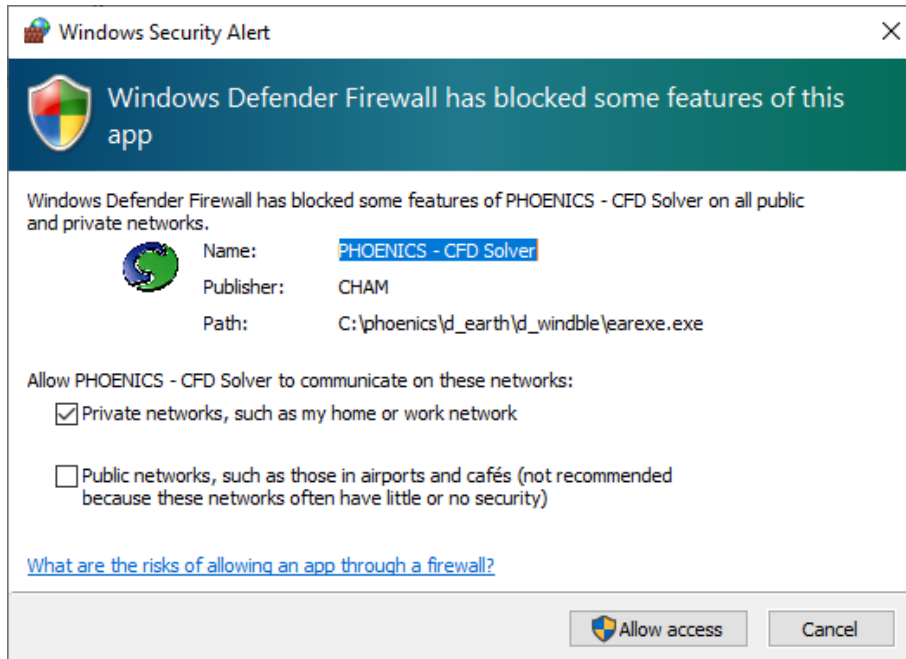 Windows Security Alert
Windows Defender Firewall has blocked some features of this
app
Windows Defender Firewall has blocked some features of PHOENICS - CFD Solver on all public
and private networks.
Name: PHOENICS - CFD Solver
Publisher: CHAM
Path: C:\phoenics\d_earth\d_windble\earexe.exe
Allow PHOENICS - CFD Solver to communicate on these networks:
Private networks, such as my home or work network
Public networks, such as those in airports and cafés (not recommended
because these networks often have little or no security)
What are the risks of allowing an app through a firewall?
Allow access Cancel